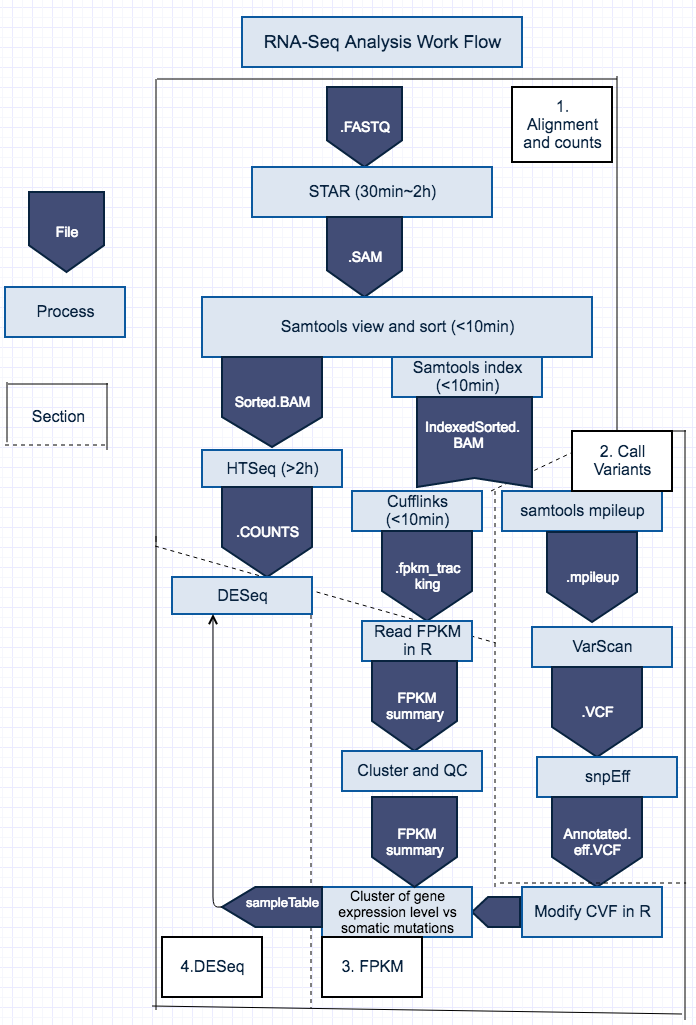 RNA-Seq Analysis Work Flow
1.
Alignment
and counts
.FASTQ
STAR (30min~2h)
File
.SAM
Process
Samtools view and sort (<10min)
Samtools index
(<10min)
Section
Sorted.BAM
IndexedSorted.
BAM
HTSeq (>2h)
2. Call
Variants
Cufflinks
(<10min)
samtools mpileup
.COUNTS
.fpkm_trac
king
.mpileup
DESeq
Read FPKM
in R
VarScan
FPKM
summary
.VCF
Cluster and QC
snpEff
FPKM
summary
Annotated.
eff.VCF
sampleTable
Cluster of gene
expression level vs
somatic mutations
Modify CVF in R
4.DESeq
3. FPKM